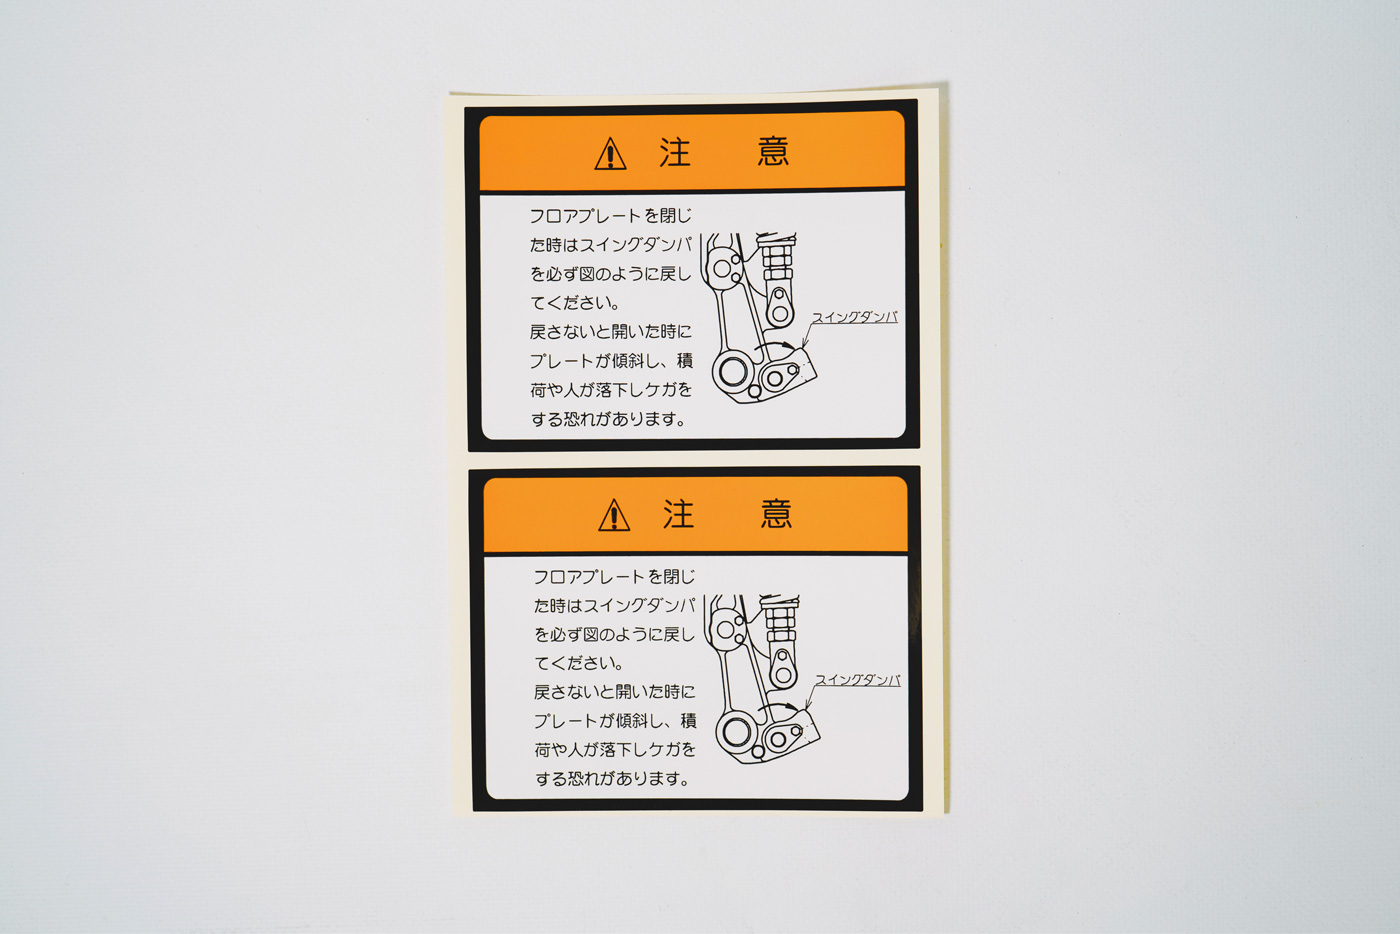 注 意
フロアプレートを閉じ
た時はスイングダンパ
を必ず図のように戻し
てください。
戻さないと開いた時に
プレートが傾斜し、積
荷や人が落下しケガを
する恐れがあります。
スイングダンパ
注 意
フロアプレートを閉じ
た時はスイングダンパ
を必ず図のように戻し
てください。
戻さないと開いた時に
プレートが傾斜し、積
荷や人が落下しケガを
する恐れがあります。
スイングダンパ